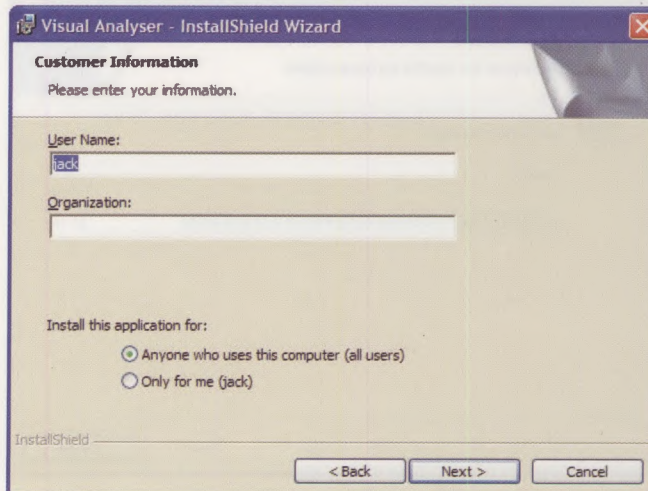 Visual Analyser - InstallShield Wizard
Customer Information
Please enter your information.
User Name:
jack
Organization:
Install this application for:
Anyone who uses this computer (all users)
Only for me (jack)
InstallShield
< Back Next > Cancel